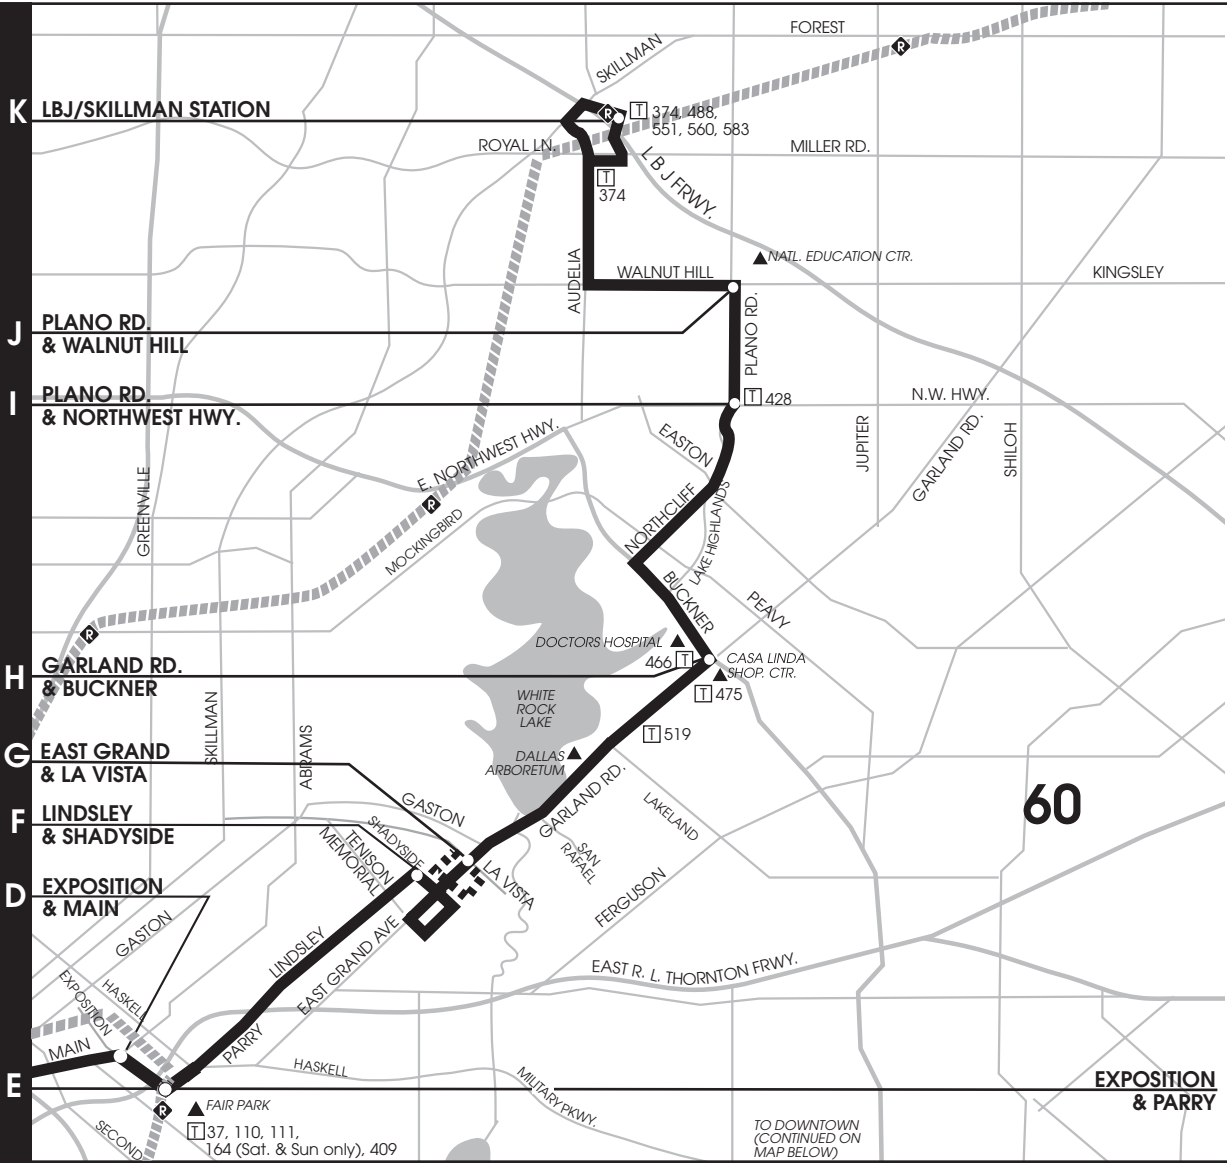 FOREST
SKILLMAN
R
K LBJ/SKILLMAN STATION
R
T 374, 488,
551, 560, 583
ROYAL LN.
MILLER RD.
L B J FRWY.
T
374
NATL. EDUCATION CTR.
AUDELIA
WALNUT HILL
KINGSLEY
J PLANO RD.
& WALNUT HILL
PLANO RD.
I PLANO RD.
& NORTHWEST HWY.
T 428
N.W. HWY.
E. NORTHWEST HWY.
EASTON
JUPITER
GARLAND RD.
SHILOH
GREENVILLE
R
MOCKINGBIRD
NORTHCLIFF
LAKE HIGHLANDS
BUCKNER
PEAVY
R
DOCTORS HOSPITAL
466 T
CASA LINDA
SHOP. CTR.
H GARLAND RD.
& BUCKNER
T 475
WHITE
ROCK
LAKE
SKILLMAN
ABRAMS
T 519
G EAST GRAND
& LA VISTA
DALLAS
ARBORETUM
GARLAND RD.
LAKELAND
60
GASTON
F LINDSLEY
& SHADYSIDE
SHADYSIDE
TENISON
MEMORIAL
SAN
RAFAEL
LA VISTA
FERGUSON
D EXPOSITION
& MAIN
GASTON
LINDSLEY
EAST GRAND AVE
EAST R. L. THORNTON FRWY.
EXPOSITION
HASKELL
MAIN
PARRY
HASKELL
MILITARY PKWY.
E EXPOSITION
& PARRY
R
FAIR PARK
SECOND
T 37, 110, 111,
164 (Sat. & Sun only), 409
TO DOWNTOWN
(CONTINUED ON
MAP BELOW)